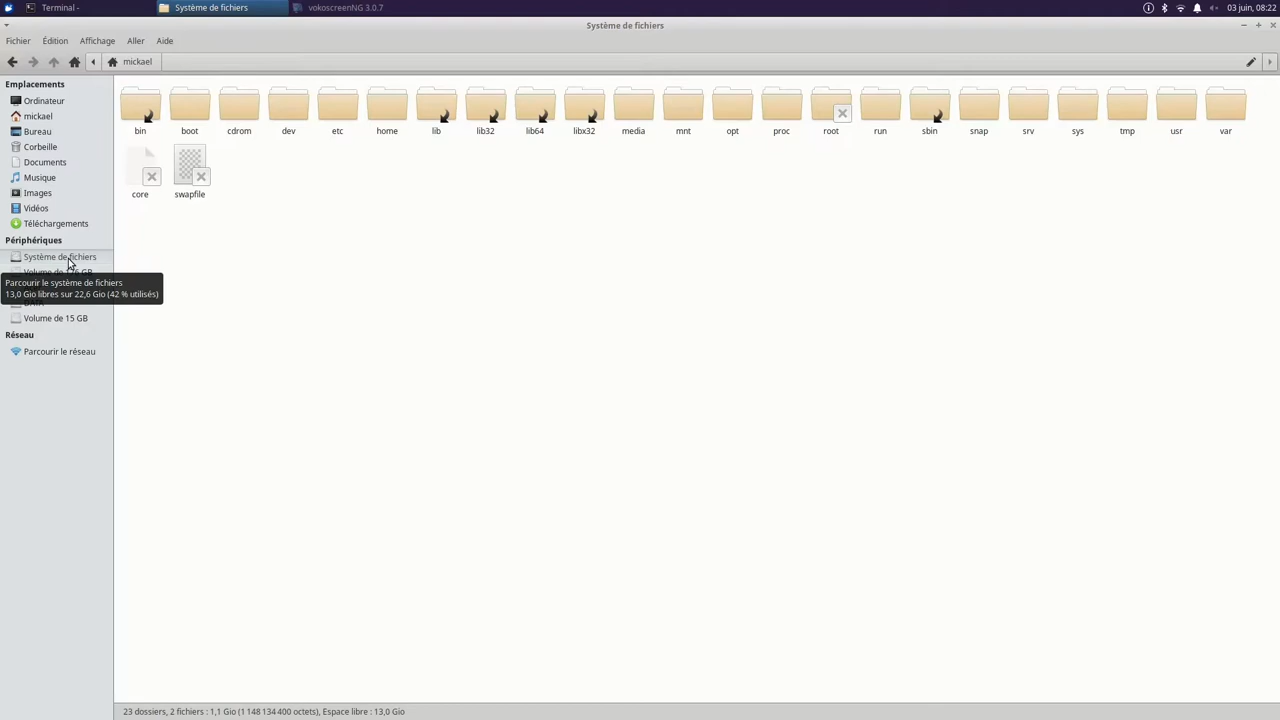 Terminal -
Système de fichiers
vokoscreenNG 3.0.7
03 juin, 08:22
Système de fichiers
Fichier Édition Affichage Aller Aide
mickael
Emplacements
Ordinateur
mickael
Bureau
Corbeille
Documents
Musique
Images
Vidéos
Téléchargements
Périphériques
Système de fichiers
Parcourir le système de fichiers
13,0 Gio libres sur 22,6 Gio (42 % utilisés)
Volume de 15 GB
Réseau
Parcourir le réseau
bin boot cdrom dev etc home lib lib32 lib64 libx32 media mnt opt proc root run sbin snap srv sys tmp usr var
core swapfile
23 dossiers, 2 fichiers : 1,1 Gio (1 148 134 400 octets), Espace libre : 13,0 Gio